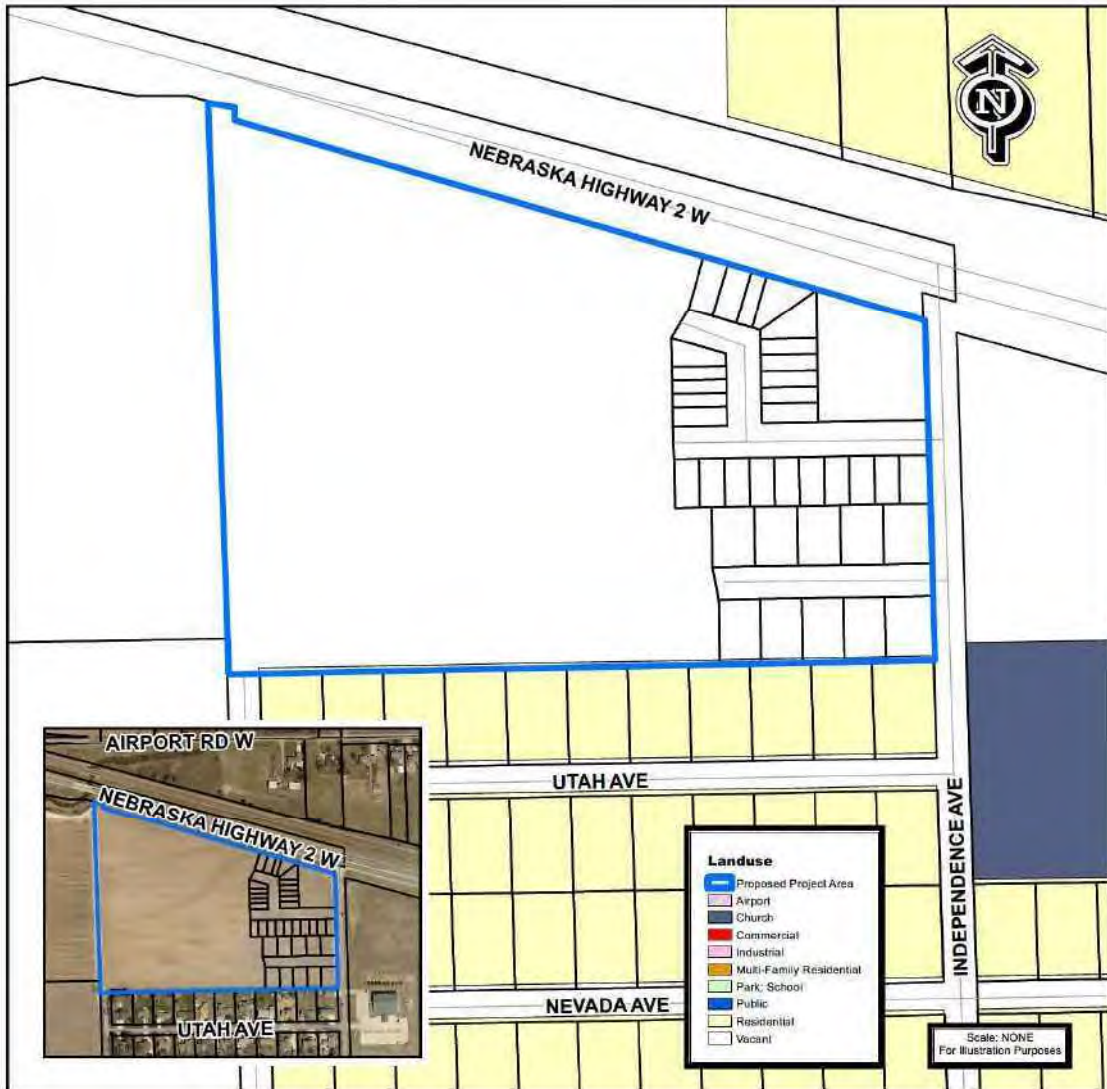 N
NEBRASKA HIGHWAY 2 W
AIRPORT RD W
NEBRASKA HIGHWAY 2 W
UTAH AVE
UTAH AVE
INDEPENDENCE AVE
NEVADA AVE
Landuse
Proposed Project Area
Airport
Church
Commercial
Industrial
Multi-Family Residential
Park; School
Public
Residential
Vacant
Scale: NONE
For Illustration Purposes